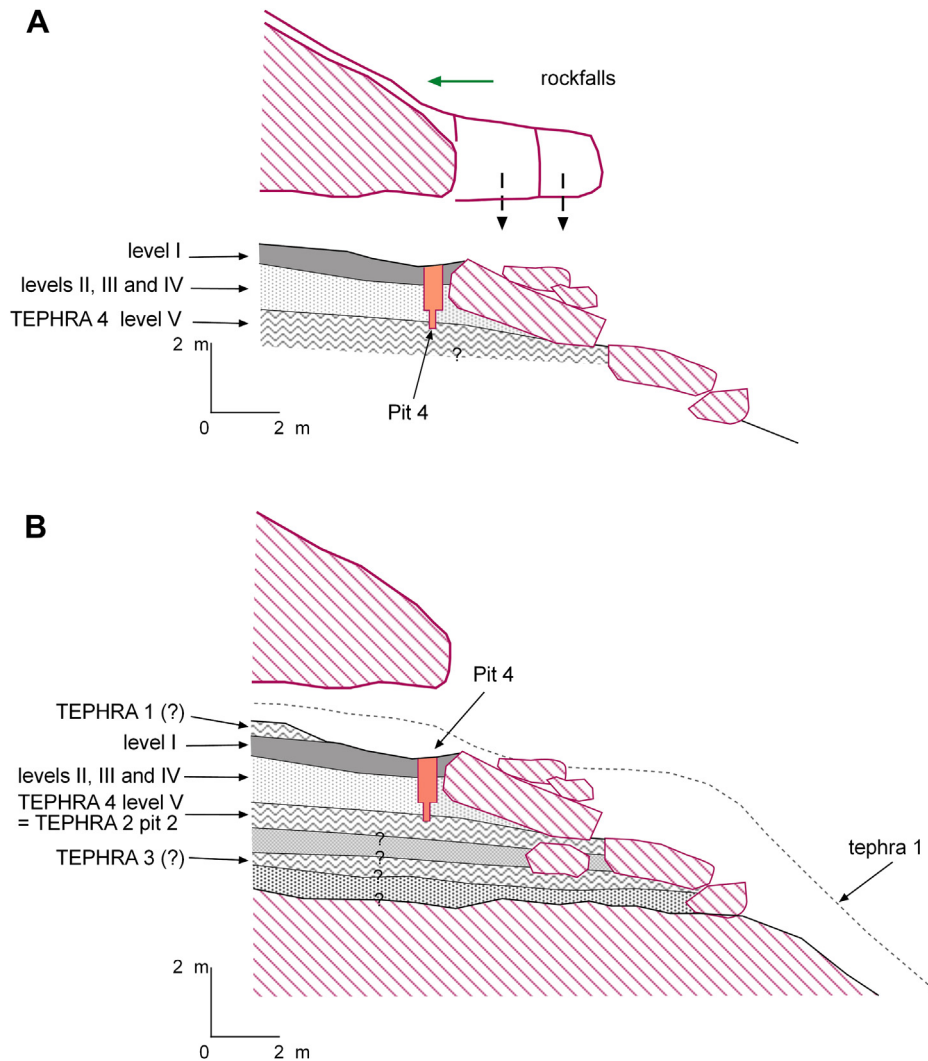 A
rockfalls
level I
levels II, III and IV
TEPHRA 4 level V
2 m
?
Pit 4
0 2 m
B
Pit 4
TEPHRA 1 (?)
level I
levels II, III and IV
TEPHRA 4 level V
= TEPHRA 2 pit 2
?
TEPHRA 3 (?)
?
?
?
tephra 1
2 m
0 2 m